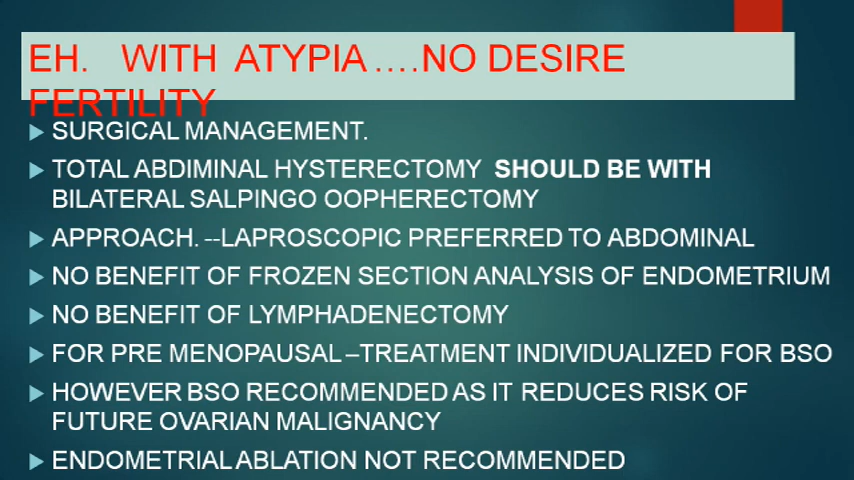 EH. WITH ATYPIA ....NO DESIRE
FERTILITY
SURGICAL MANAGEMENT.
TOTAL ABDIMINAL HYSTERECTOMY SHOULD BE WITH
BILATERAL SALPINGO OOPHERECTOMY
APPROACH. --LAPROSCOPIC PREFERRED TO ABDOMINAL
NO BENEFIT OF FROZEN SECTION ANALYSIS OF ENDOMETRIUM
NO BENEFIT OF LYMPHADENECTOMY
FOR PRE MENOPAUSAL –TREATMENT INDIVIDUALIZED FOR BSO
HOWEVER BSO RECOMMENDED AS IT REDUCES RISK OF
FUTURE OVARIAN MALIGNANCY
ENDOMETRIAL ABLATION NOT RECOMMENDED